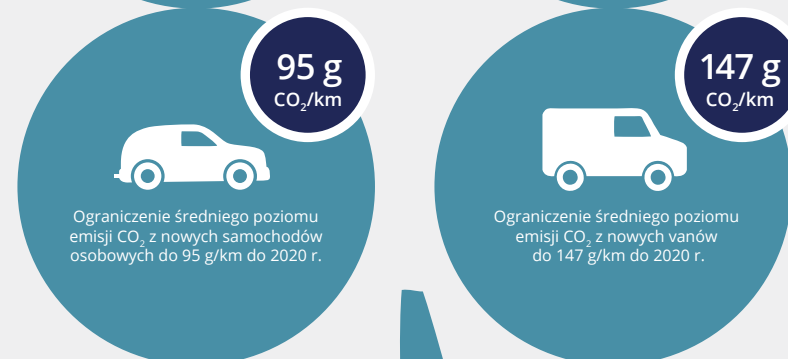 95 g
CO₂/km
Ograniczenie średniego poziomu
emisji CO₂ z nowych samochodów
osobowych do 95 g/km do 2020 r.
147 g
CO₂/km
Ograniczenie średniego poziomu
emisji CO₂ z nowych vanów
do 147 g/km do 2020 r.